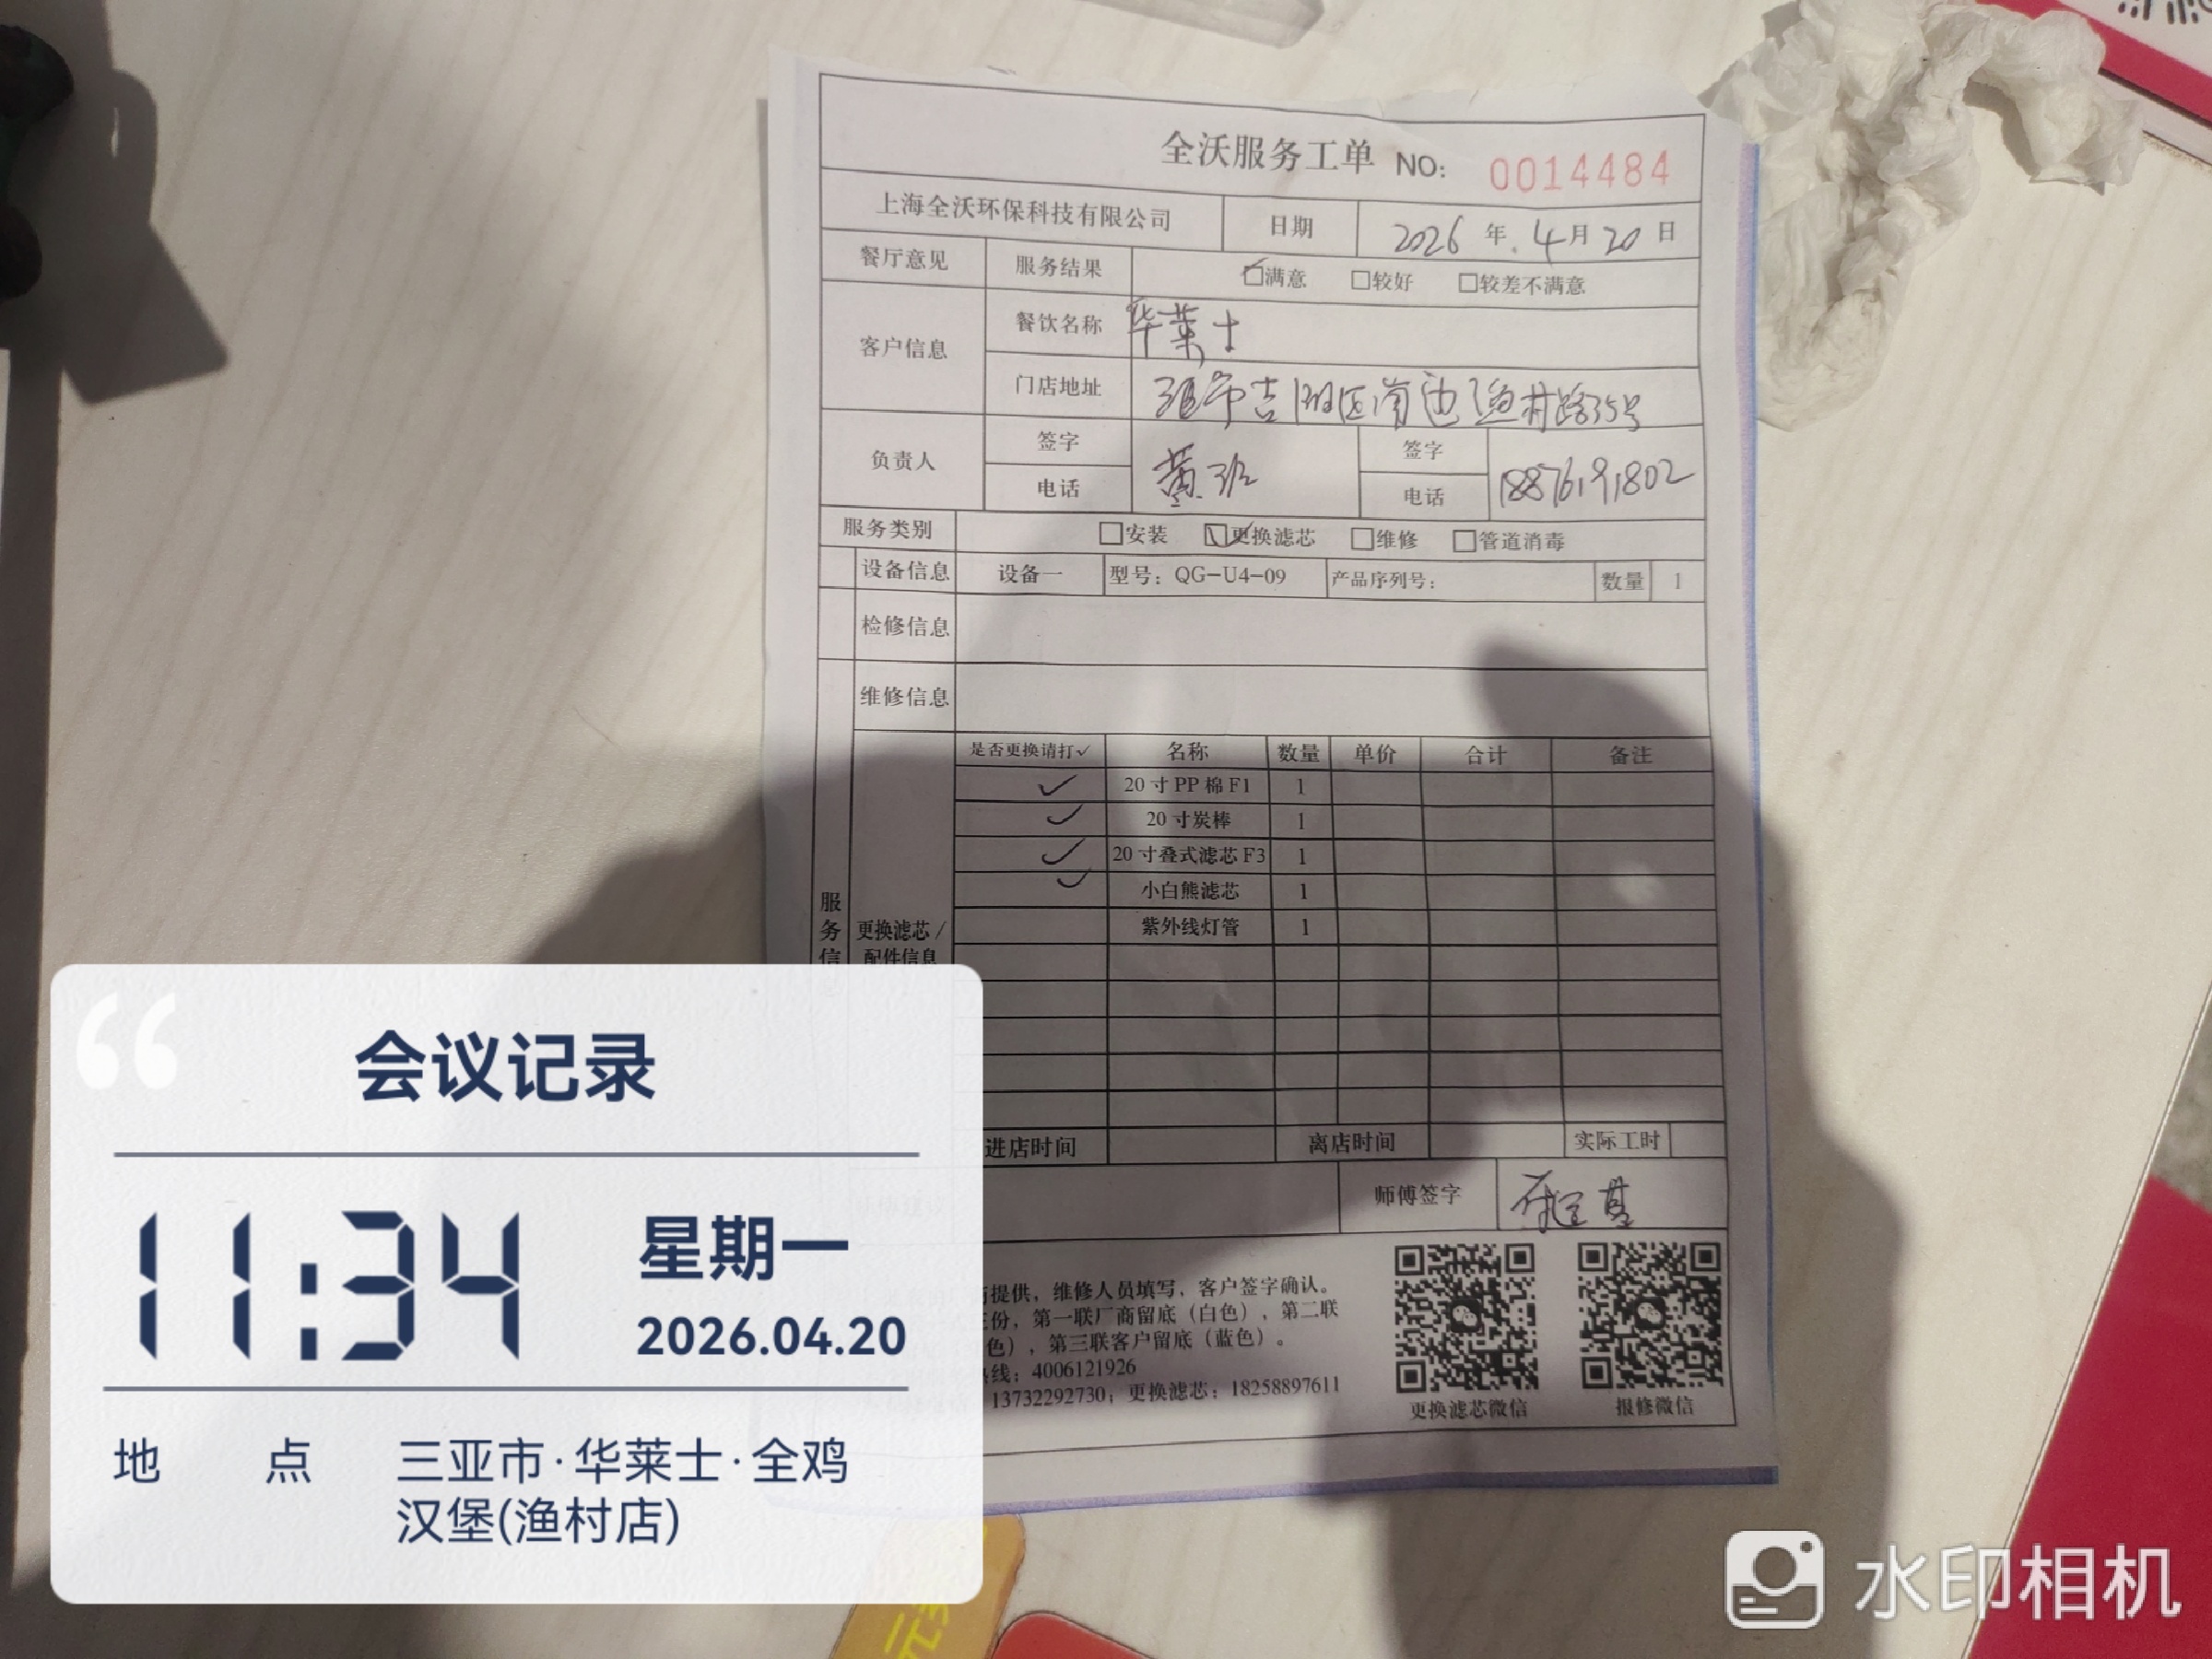 全沃服务工单 NO: 0014484
上海全沃环保科技有限公司 日期 2026 年 4 月 20 日
餐厅意见 服务结果 满意 较好 较差不满意
客户信息 餐饮名称 华莱士
门店地址 市吉阳区 渔村路35号
负责人 签字 黄 签字
电话 电话 18876191802
服务类别 安装 更换滤芯 维修 管道消毒
设备信息 设备一 型号: QG-U4-09 产品序列号: 数量 1
检修信息
维修信息
是否更换请打✓ 名称 数量 单价 合计 备注
✓ 20寸PP棉F1 1
✓ 20寸炭棒 1
✓ 20寸叠式滤芯F3 1
✓ 小白熊滤芯 1
紫外线灯管 1
服务信
更换滤芯/
配件信息
进店时间 离店时间 实际工时
师傅签字
提供，维修人员填写，客户签字确认。
份，第一联厂商留底（白色），第二联
色），第三联客户留底（蓝色）。
线：4006121926
13732292730；更换滤芯：18258897611
更换滤芯微信 报修微信
会议记录
11:34 星期一
2026.04.20
地 点 三亚市·华莱士·全鸡
汉堡(渔村店)
水印相机